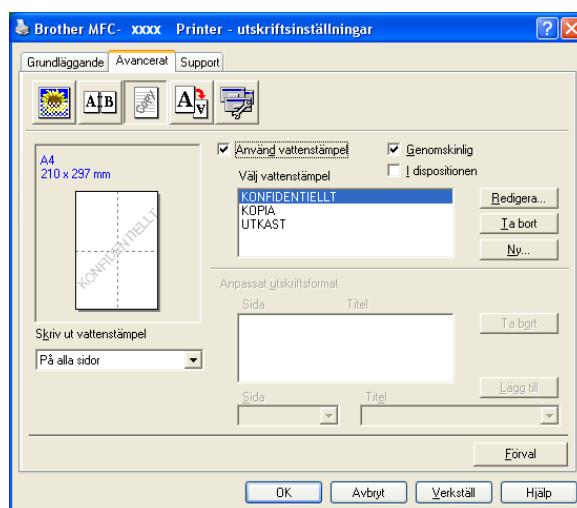 Brother MFC- xxxx Printer - utskriftsinställningar
Grundläggande Avancerat Support
A B COPY A A
Använd vattenstämpel Genomskinlig
I dispositionen
A4
210 x 297 mm
KONFIDENTIELLT
Välj vattenstämpel
KONFIDENTIELLT
KOPIA
UTKAST
Redigera...
Ta bort
Ny...
Skriv ut vattenstämpel
På alla sidor
Anpassat utskriftsformat
Sida Titel
Ta bort
Lägg till
Sida Titel
Förval
OK Avbryt Verkställ Hjälp